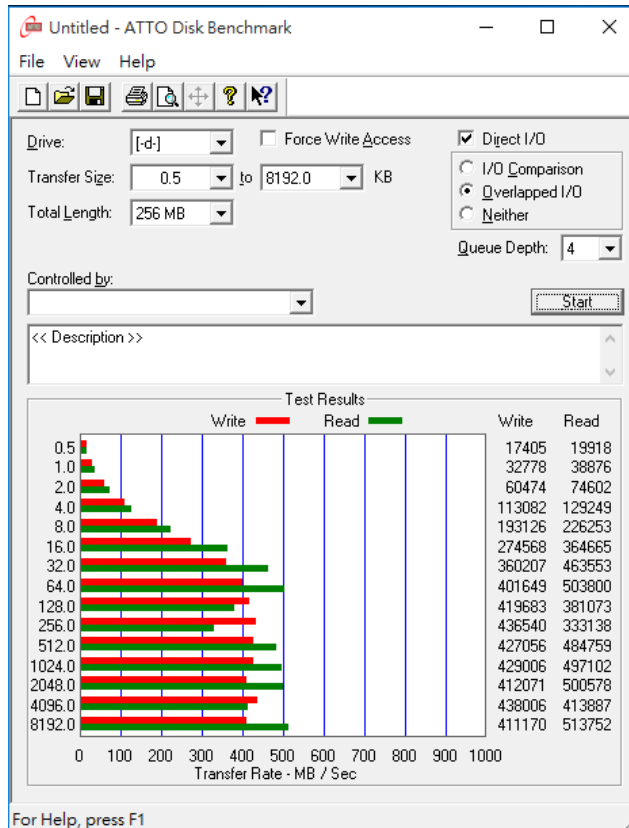 Untitled - ATTO Disk Benchmark
File View Help
Drive: [-d-] Force Write Access Direct I/O
Transfer Size: 0.5 to 8192.0 KB I/O Comparison
Overlapped I/O
Total Length: 256 MB Neither
Queue Depth: 4
Controlled by:
Start
<< Description >>
Test Results
Write Read Write Read
0.5 17405 19918
1.0 32778 38876
2.0 60474 74602
4.0 113082 129249
8.0 193126 226253
16.0 274568 364665
32.0 360207 463553
64.0 401649 503800
128.0 419683 381073
256.0 436540 333138
512.0 427056 484759
1024.0 429006 497102
2048.0 412071 500578
4096.0 438006 413887
8192.0 411170 513752
0 100 200 300 400 500 600 700 800 900 1000
Transfer Rate - MB / Sec
For Help, press F1